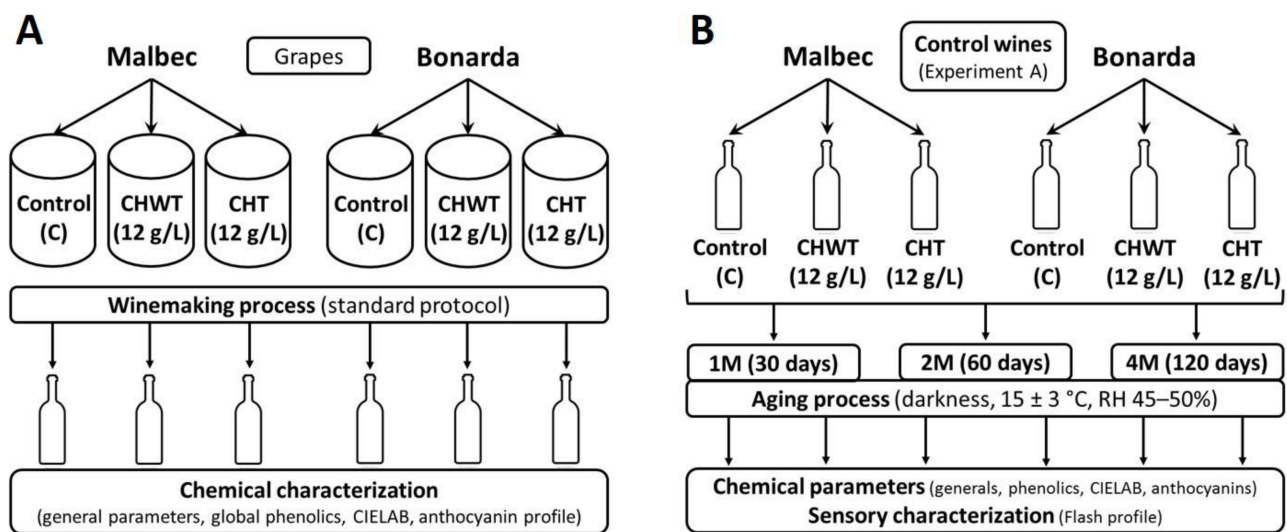 A
Malbec
Grapes
Bonarda
Control
(C)
CHWT
(12 g/L)
CHT
(12 g/L)
Control
(C)
CHWT
(12 g/L)
CHT
(12 g/L)
Winemaking process (standard protocol)
Chemical characterization
(general parameters, global phenolics, CIELAB, anthocyanin profile)
B
Malbec
Control wines
(Experiment A)
Bonarda
Control
(C)
CHWT
(12 g/L)
CHT
(12 g/L)
Control
(C)
CHWT
(12 g/L)
CHT
(12 g/L)
1M (30 days)
2M (60 days)
4M (120 days)
Aging process (darkness, 15 ± 3 °C, RH 45–50%)
Chemical parameters (generals, phenolics, CIELAB, anthocyanins)
Sensory characterization (Flash profile)